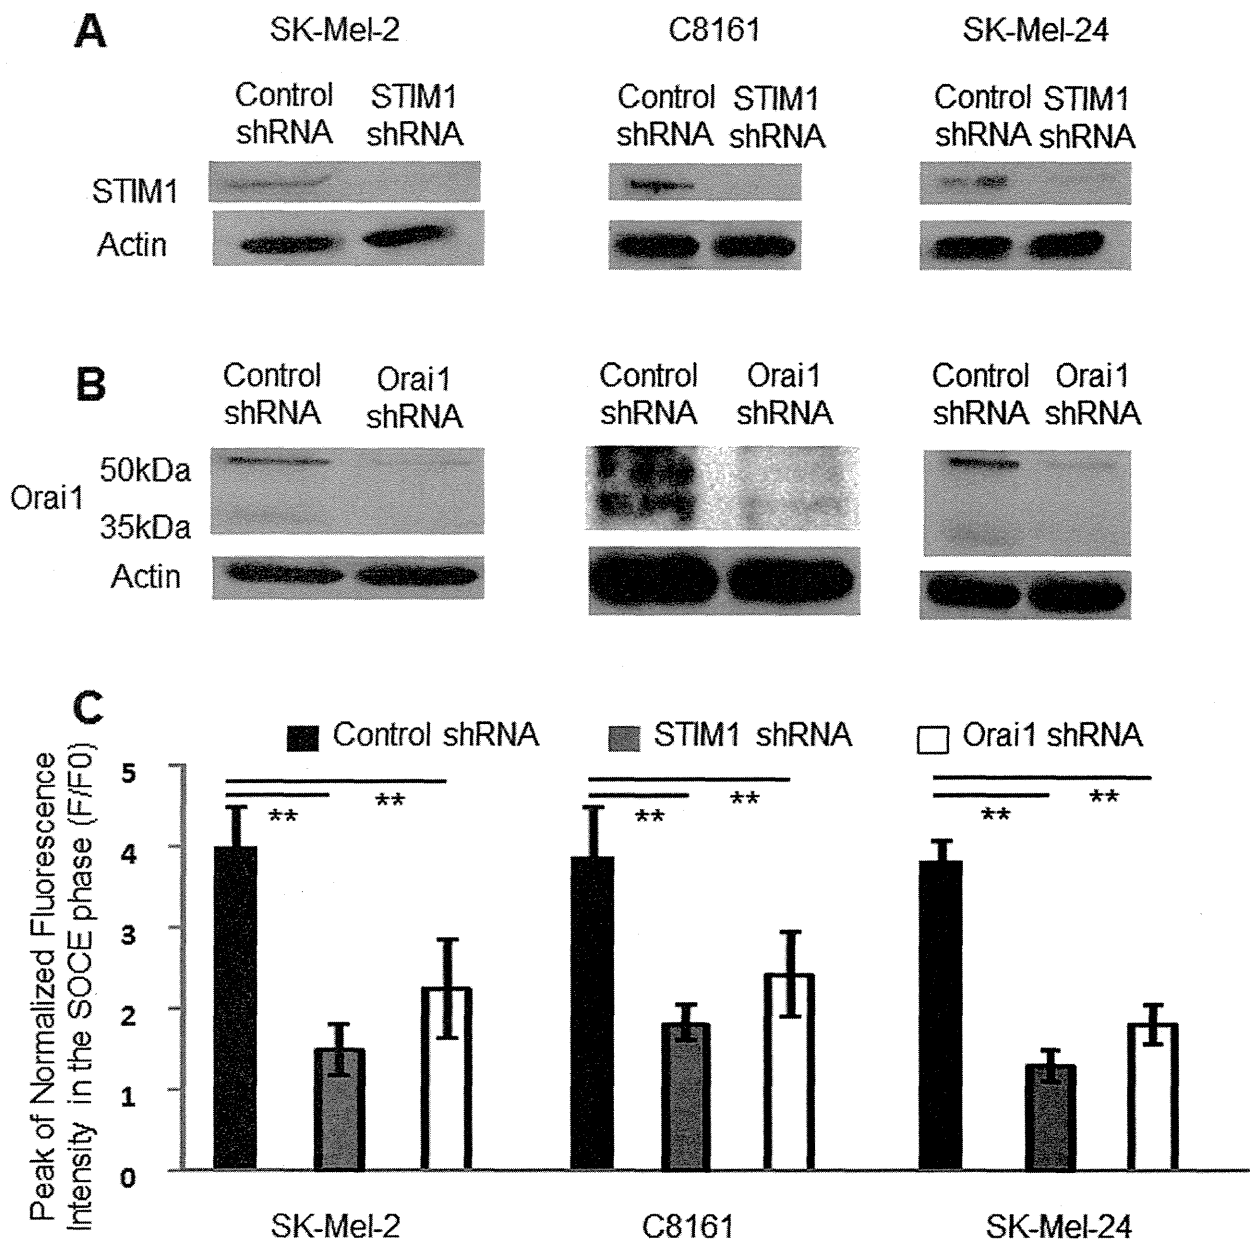 A
SK-Mel-2 C8161 SK-Mel-24
Control shRNA STIM1 shRNA Control shRNA STIM1 shRNA Control shRNA STIM1 shRNA
STIM1
Actin
B
Control shRNA Orai1 shRNA Control shRNA Orai1 shRNA Control shRNA Orai1 shRNA
50kDa
Orai1
35kDa
Actin
C
Control shRNA STIM1 shRNA Orai1 shRNA
Peak of Normalized Fluorescence
Intensity in the SOCE phase (F/F0)
5
4
3
2
1
0
** ** ** ** ** **
SK-Mel-2 C8161 SK-Mel-24